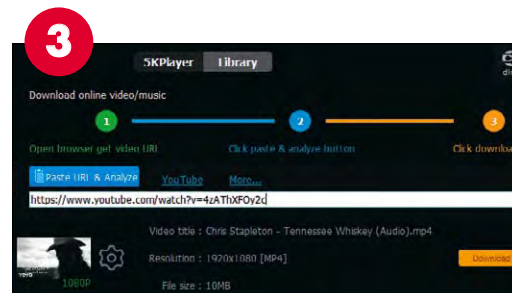 3
5KPlayer Library
Download online video/music
1 2 3
Open browser get video URL Click paste & analyze button Click downloa
Paste URL & Analyze YouTube More...
https://www.youtube.com/watch?v=4zAThXFOy2c
Video title : Chris Stapleton - Tennessee Whiskey (Audio).mp4
Resolution : 1920x1080 [MP4] Download
vevo
1080P File size : 10MB